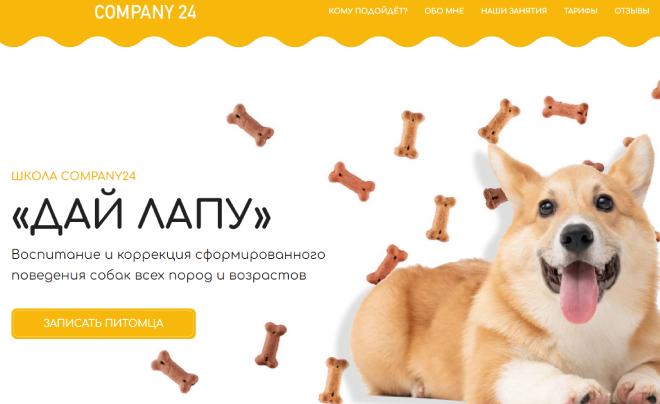 COMPANY 24
КОМУ ПОДОЙДЁТ? ОБО МНЕ НАШИ ЗАНЯТИЯ ТАРИФЫ ОТЗЫВЫ
ШКОЛА COMPANY24
«ДАЙ ЛАПУ»
Воспитание и коррекция сформированного
поведения собак всех пород и возрастов
ЗАПИСАТЬ ПИТОМЦА